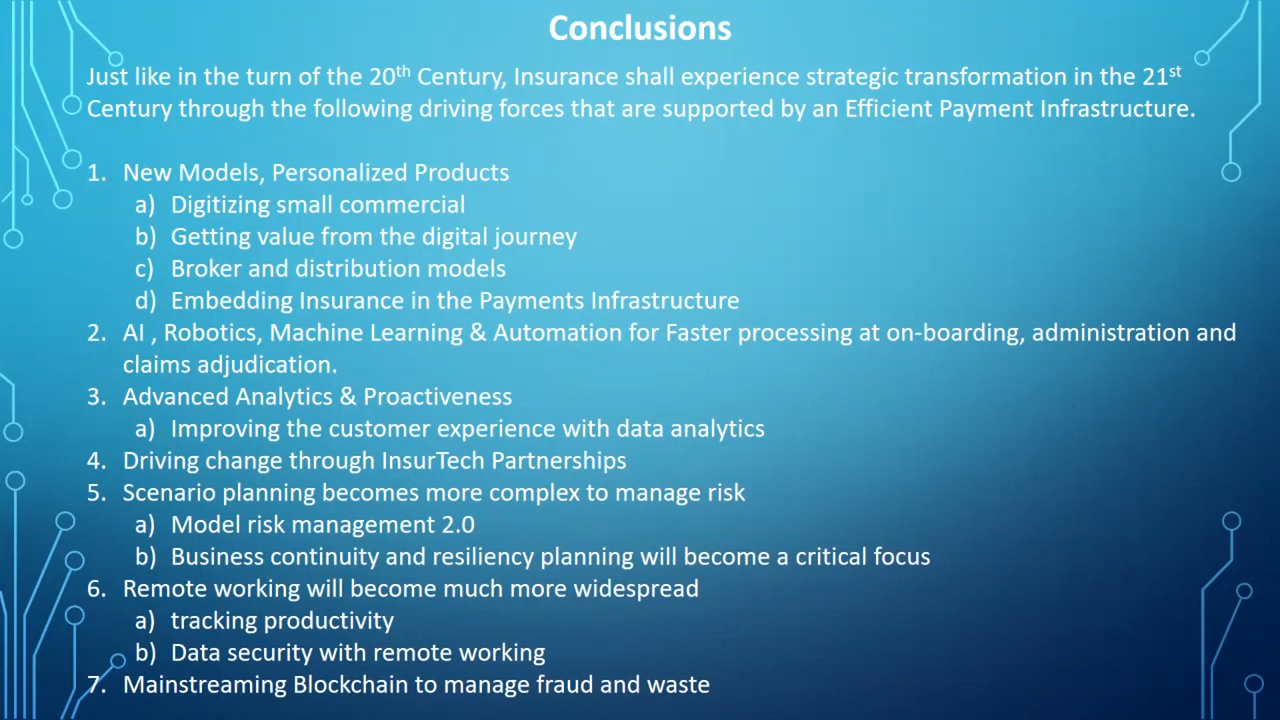 Conclusions
Just like in the turn of the 20th Century, Insurance shall experience strategic transformation in the 21st
Century through the following driving forces that are supported by an Efficient Payment Infrastructure.
1. New Models, Personalized Products
a) Digitizing small commercial
b) Getting value from the digital journey
c) Broker and distribution models
d) Embedding Insurance in the Payments Infrastructure
2. AI , Robotics, Machine Learning & Automation for Faster processing at on-boarding, administration and
claims adjudication.
3. Advanced Analytics & Proactiveness
a) Improving the customer experience with data analytics
4. Driving change through InsurTech Partnerships
5. Scenario planning becomes more complex to manage risk
a) Model risk management 2.0
b) Business continuity and resiliency planning will become a critical focus
6. Remote working will become much more widespread
a) tracking productivity
b) Data security with remote working
7. Mainstreaming Blockchain to manage fraud and waste